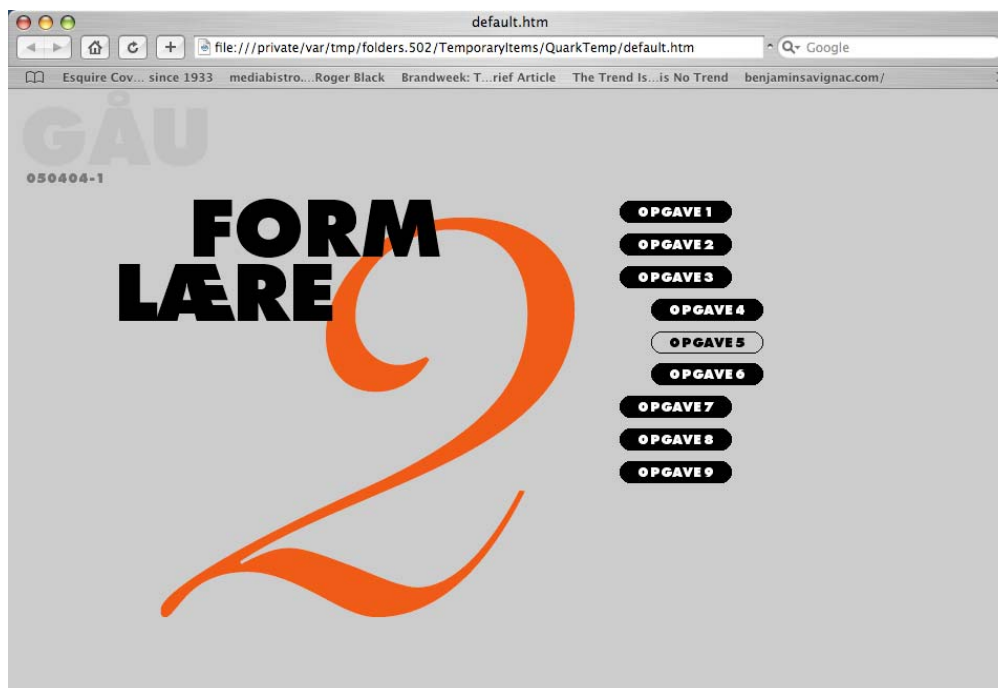 default.htm
file:///private/var/tmp/folders.502/TemporaryItems/QuarkTemp/default.htm
Google
Esquire Cov... since 1933 mediabistro....Roger Black Brandweek: T...rief Article The Trend Is...is No Trend benjaminsavignac.com/
GÅU
050404-1
FORM
LÆRE
2
OPGAVE 1
OPGAVE 2
OPGAVE 3
OPGAVE 4
OPGAVE 5
OPGAVE 6
OPGAVE 7
OPGAVE 8
OPGAVE 9